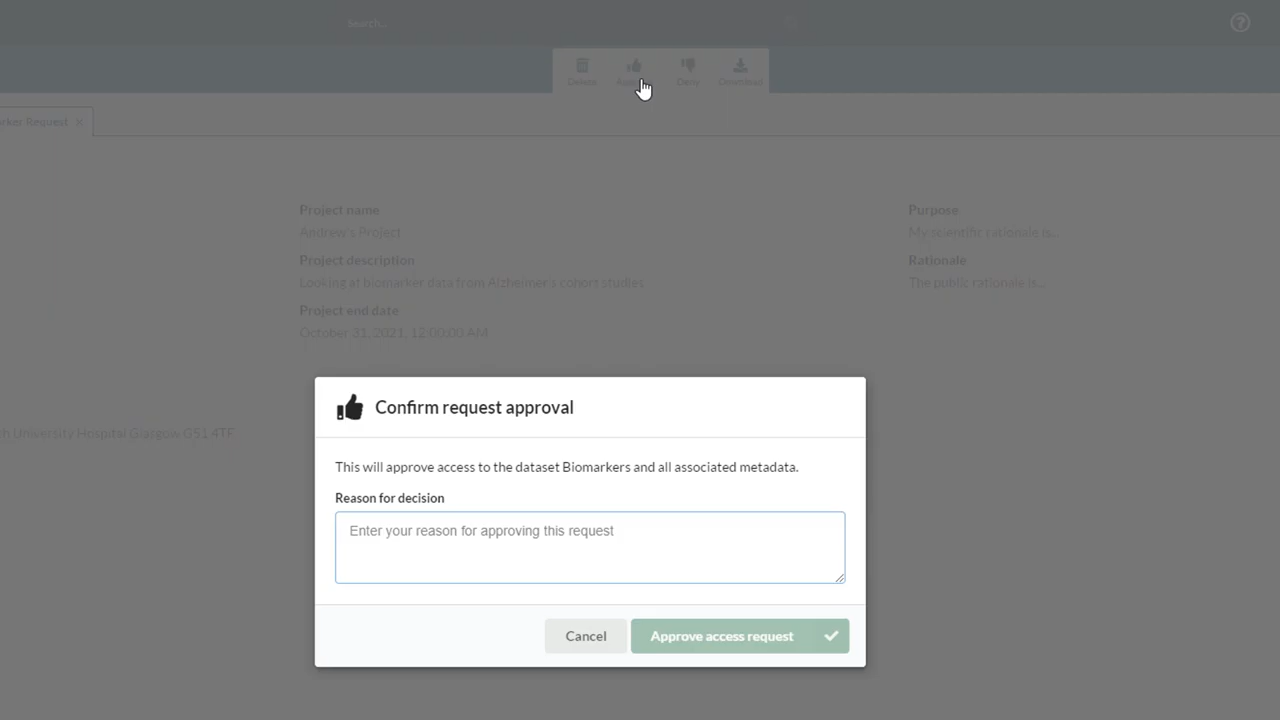 Search...
Delete Deny Download
rker Request
Project name
Andrew's Project
Project description
Looking at biomarker data from Alzheimer's cohort studies
Project end date
October 31, 2021, 12:00:00 AM
Purpose
My scientific rationale is...
Rationale
The public rationale is...
h University Hospital Glasgow G51 4TF
Confirm request approval
This will approve access to the dataset Biomarkers and all associated metadata.
Reason for decision
Enter your reason for approving this request
Cancel
Approve access request